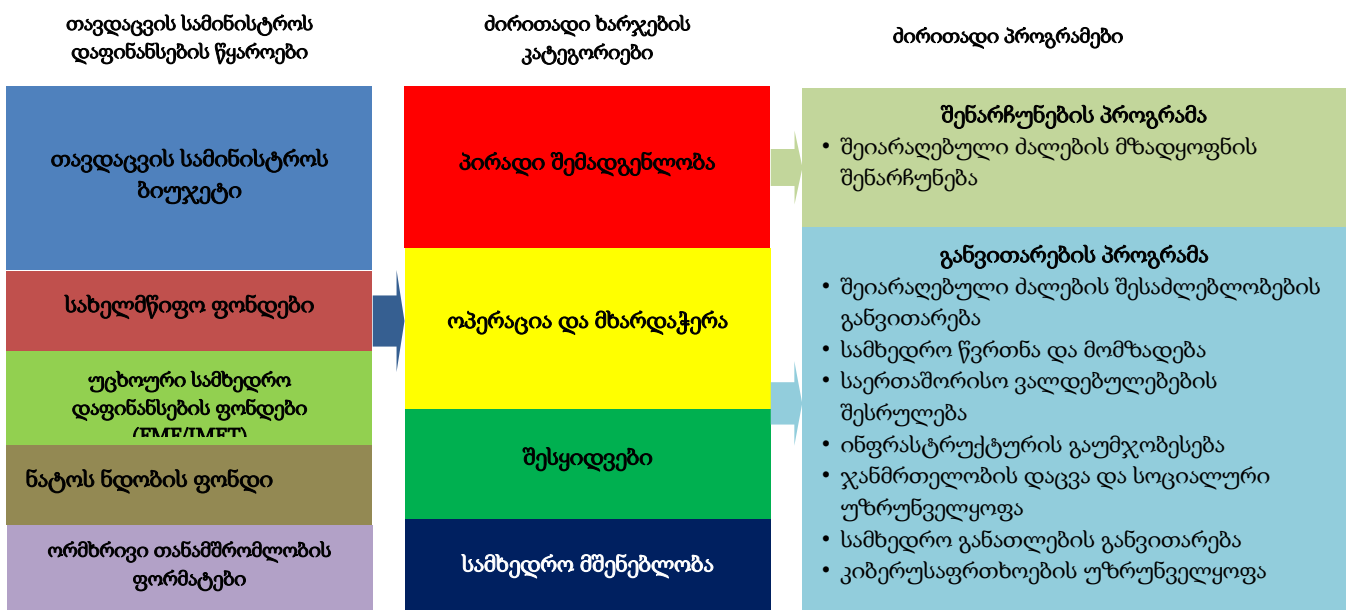 თავდაცვის სამინისტროს
დაფინანსების წყაროები
თავდაცვის სამინისტროს
ბიუჯეტი
სახელმწიფო ფონდები
უცხოური სამხედრო
დაფინანსების ფონდები
(FMF/IMET)
ნატოს ნდობის ფონდი
ორმხრივი თანამშრომლობის
ფორმატები
ძირითადი ხარჯების
კატეგორიები
პირადი შემადგენლობა
ოპერაცია და მხარდაჭერა
შესყიდვები
სამხედრო მშენებლობა
ძირითადი პროგრამები
შენარჩუნების პროგრამა
• შეიარაღებული ძალების მზადყოფნის
შენარჩუნება
განვითარების პროგრამა
• შეიარაღებული ძალების შესაძლებლობების
განვითარება
• სამხედრო წვრთნა და მომზადება
• საერთაშორისო ვალდებულებების
შესრულება
• ინფრასტრუქტურის გაუმჯობესება
• ჯანმრთელობის დაცვა და სოციალური
უზრუნველყოფა
• სამხედრო განათლების განვითარება
• კიბერუსაფრთხოების უზრუნველყოფა